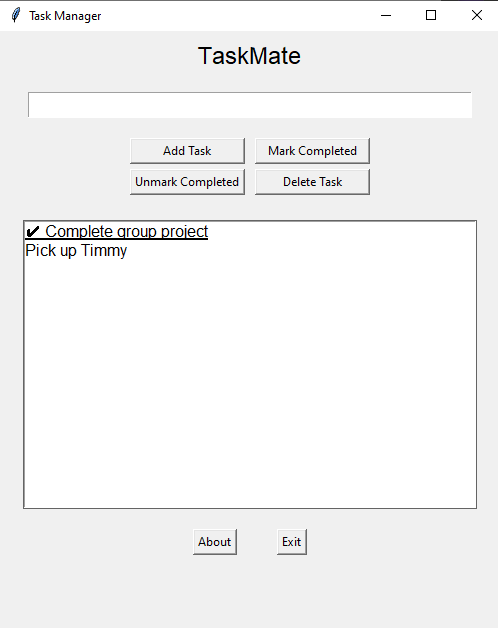 Task Manager
TaskMate
Add Task Mark Completed
Unmark Completed Delete Task
✔ Complete group project
Pick up Timmy
About Exit